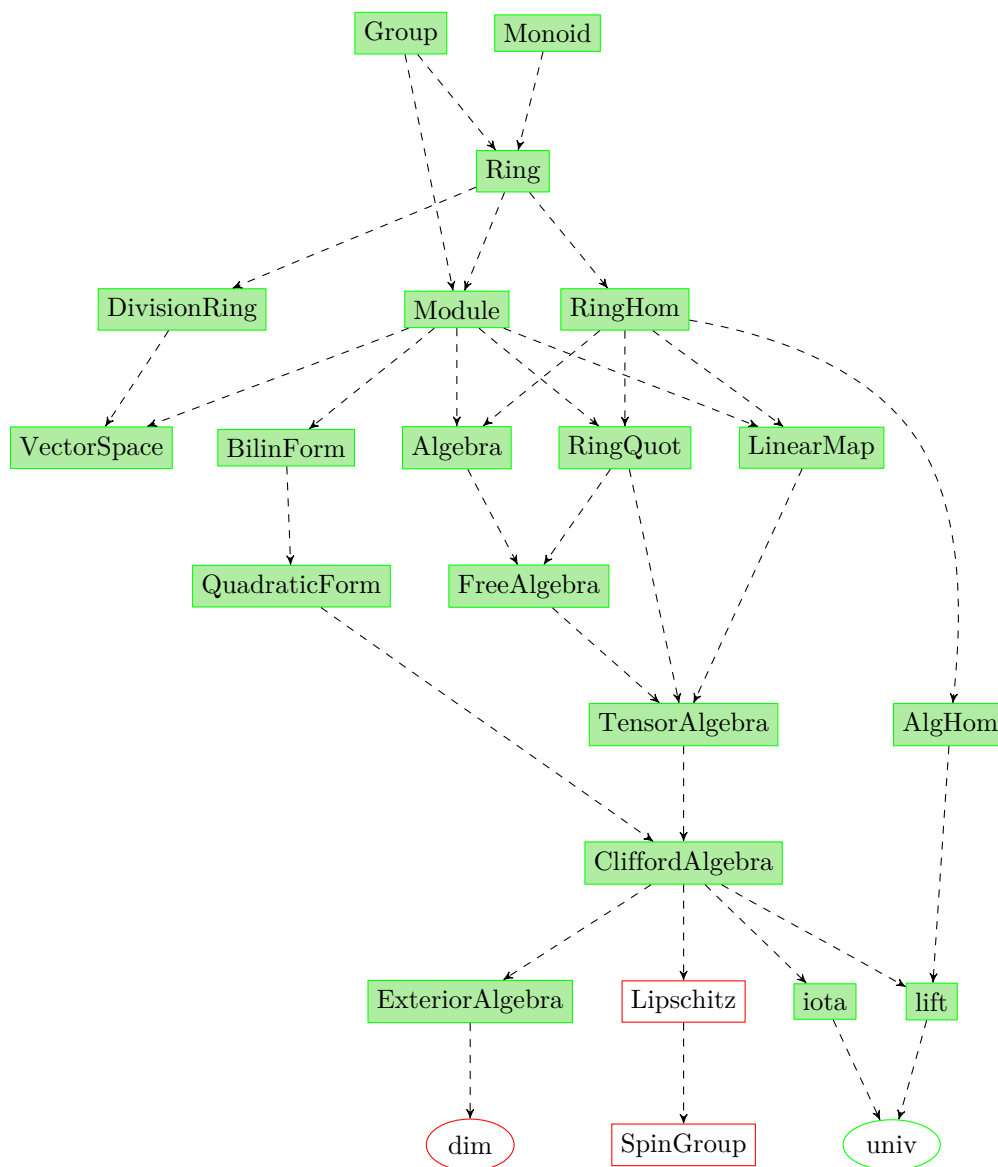 Group Monoid
Ring
DivisionRing Module RingHom
VectorSpace BilinForm Algebra RingQuot LinearMap
QuadraticForm FreeAlgebra
TensorAlgebra AlgHom
CliffordAlgebra
ExteriorAlgebra Lipschitz iota lift
dim SpinGroup univ